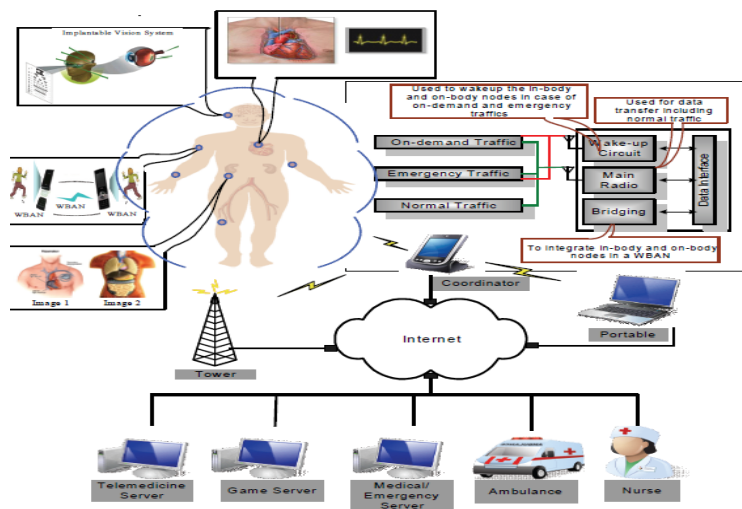 Implantable Vision System
Used to wakeup the in-body
and on-body nodes in case of
on-demand and emergency
traffics
Used for data
transfer including
normal traffic
On-demand Traffic
Emergency Traffic
Normal Traffic
Wake-up
Circuit
Main
Radio
Bridging
Data Interface
To integrate in-body and on-body
nodes in a WBAN
WBAN
WBAN
WBAN
Image 1
Image 2
Coordinator
Portable
Internet
Tower
Telemedicine
Server
Game Server
Medical/
Emergency Server
Ambulance
Nurse